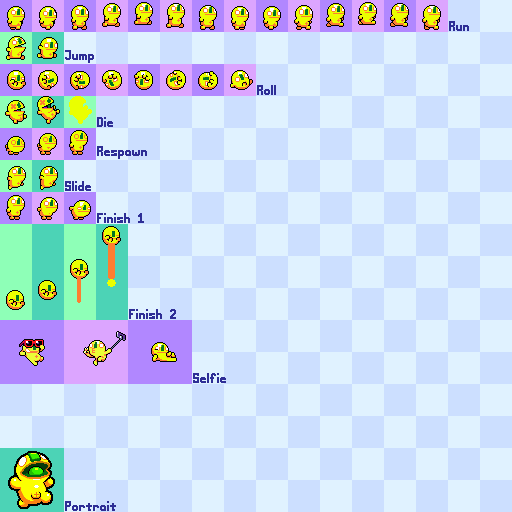 Run
Jump
Roll
Die
Respawn
Slide
Finish 1
Finish 2
Selfie
Portrait